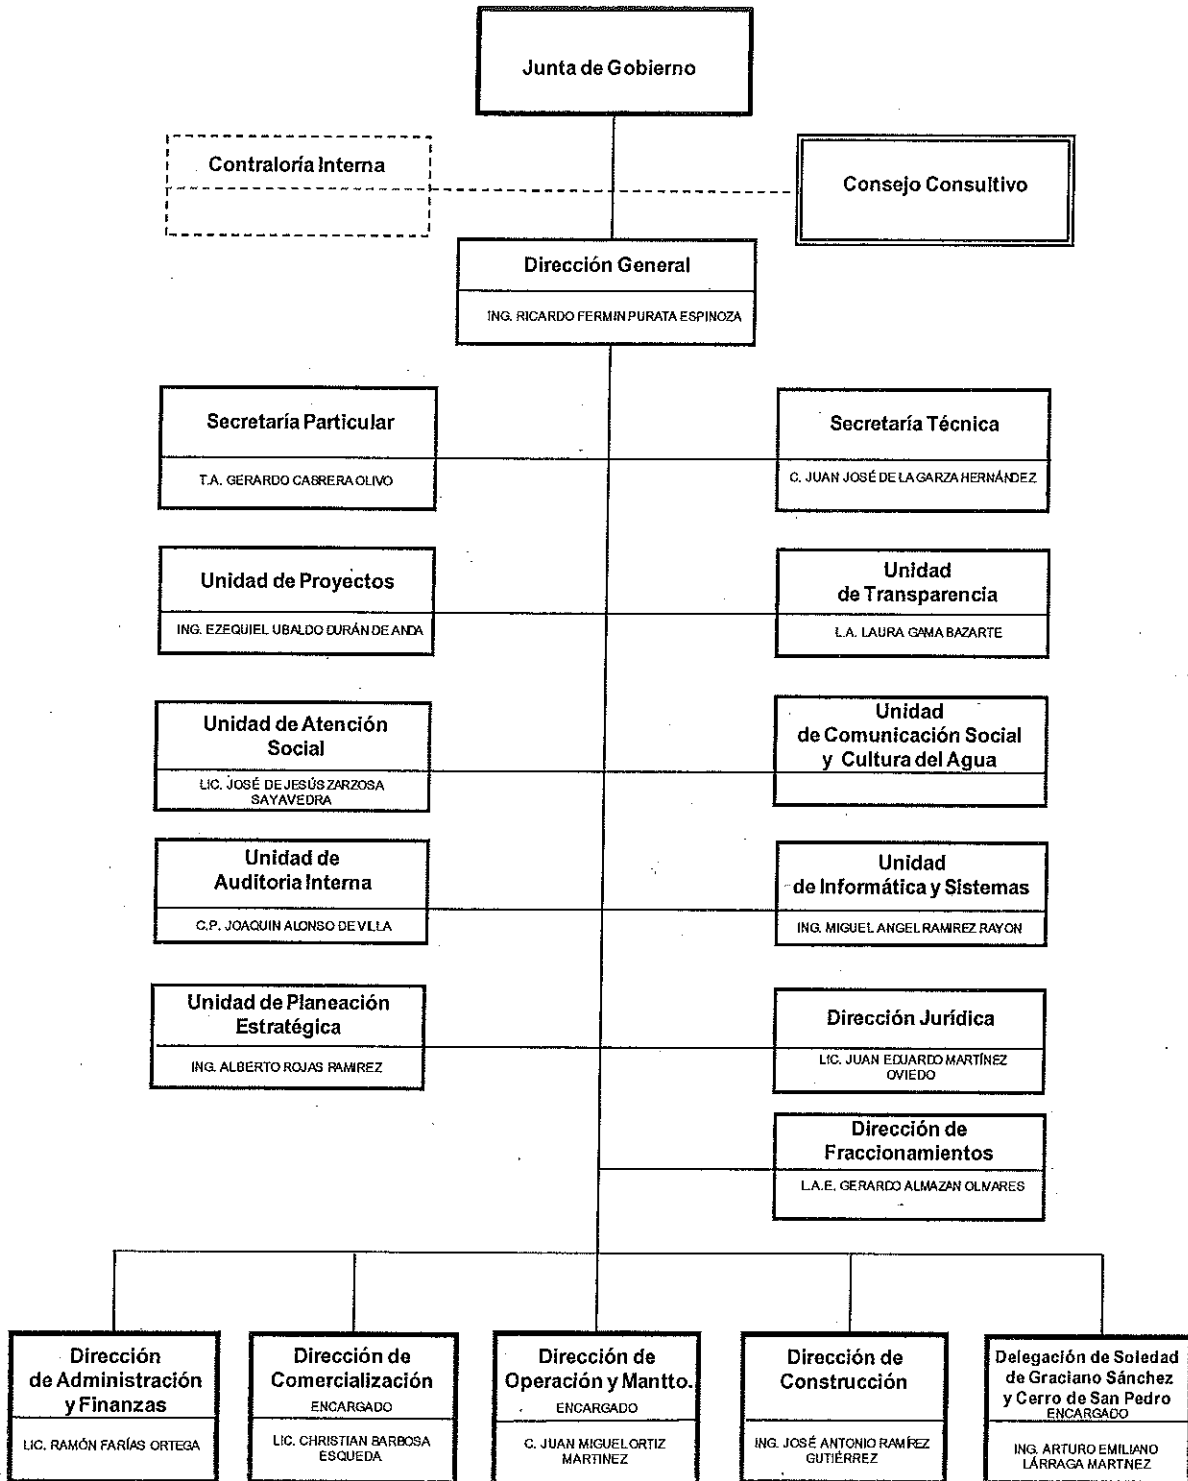 Junta de Gobierno
Contraloría Interna
Consejo Consultivo
Dirección General
ING. RICARDO FERMIN PURATA ESPINOZA
Secretaría Particular
T.A. GERARDO CABRERA OLIVO
Secretaría Técnica
C. JUAN JOSÉ DE LA GARZA HERNÁNDEZ
Unidad de Proyectos
ING. EZEQUIEL UBALDO DURÁN DE ANDA
Unidad
de Transparencia
L.A. LAURA GAMA BAZARTE
Unidad de Atención
Social
LIC. JOSÉ DE JESÚS ZARZOSA
SAYAVEDRA
Unidad
de Comunicación Social
y Cultura del Agua
Unidad de
Auditoria Interna
C.P. JOAQUIN ALONSO DE VILLA
Unidad
de Informática y Sistemas
ING. MIGUEL ANGEL RAMIREZ RAYON
Unidad de Planeación
Estratégica
ING. ALBERTO ROJAS RAMIREZ
Dirección Jurídica
LIC. JUAN EDUARDO MARTÍNEZ
OVIEDO
Dirección de
Fraccionamientos
L.A.E. GERARDO ALMAZAN OLIVARES
Dirección
de Administración
y Finanzas
LIC. RAMÓN FARÍAS ORTEGA
Dirección de
Comercialización
ENCARGADO
LIC. CHRISTIAN BARBOSA
ESQUEDA
Dirección de
Operación y Mantto.
ENCARGADO
C. JUAN MIGUEL ORTIZ
MARTINEZ
Dirección de
Construcción
ING. JOSÉ ANTONIO RAMÍREZ
GUTIÉRREZ
Delegación de Soledad
de Graciano Sánchez
y Cerro de San Pedro
ENCARGADO
ING. ARTURO EMILIANO
LÁRRAGA MARTINEZ